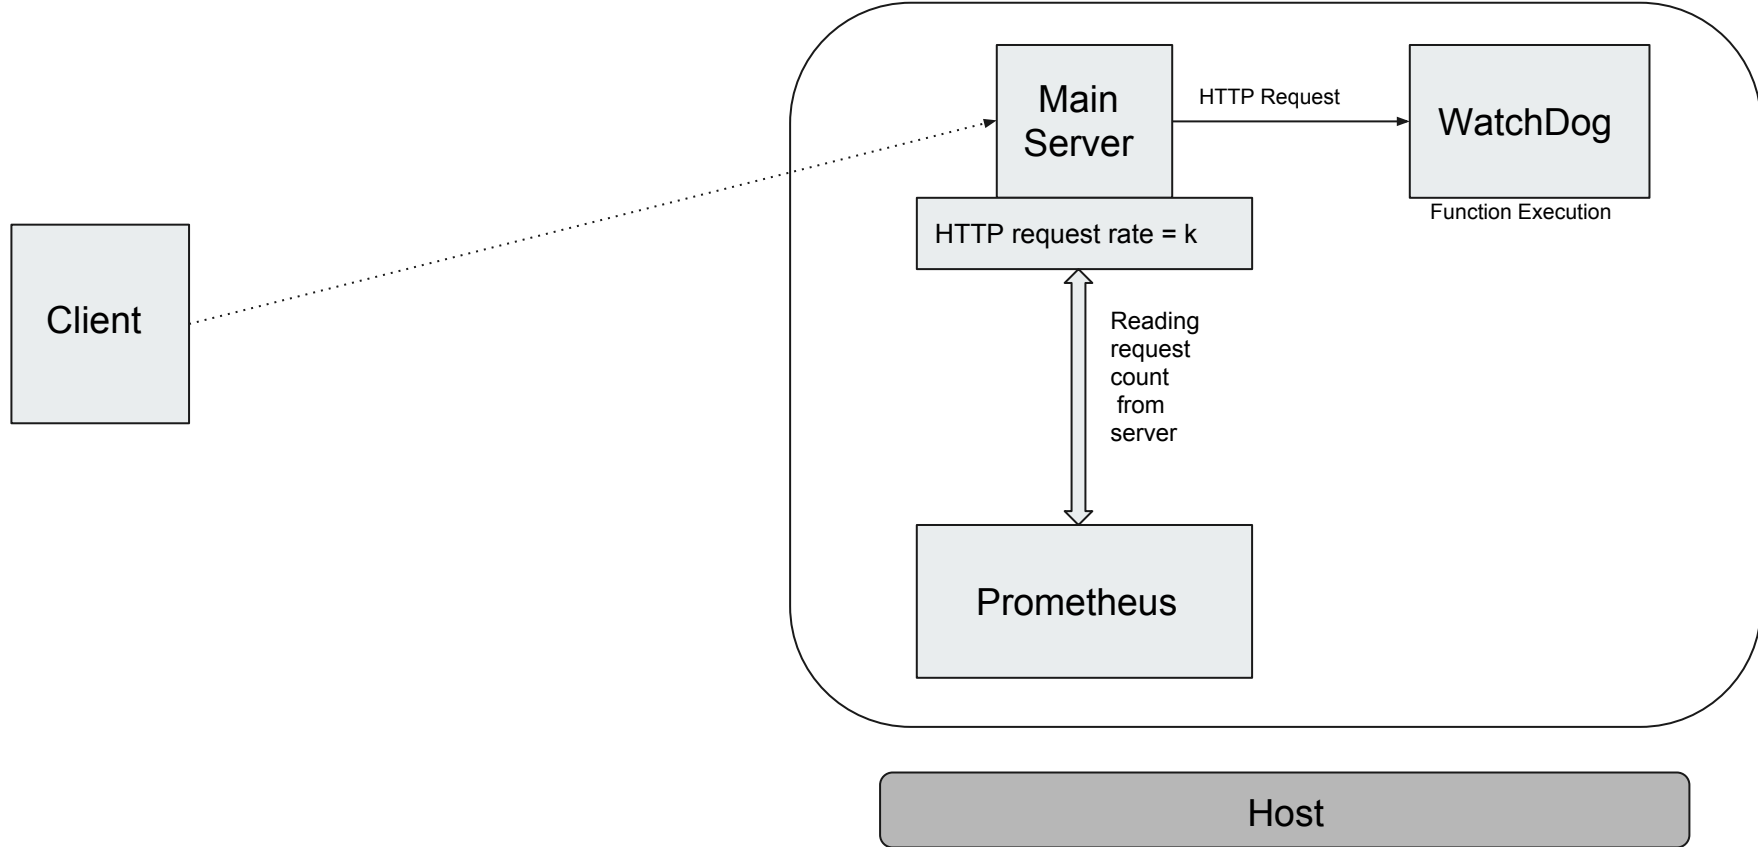 Main
Server
HTTP Request
WatchDog
Function Execution
HTTP request rate = k
Client
Reading
request
count
from
server
Prometheus
Host